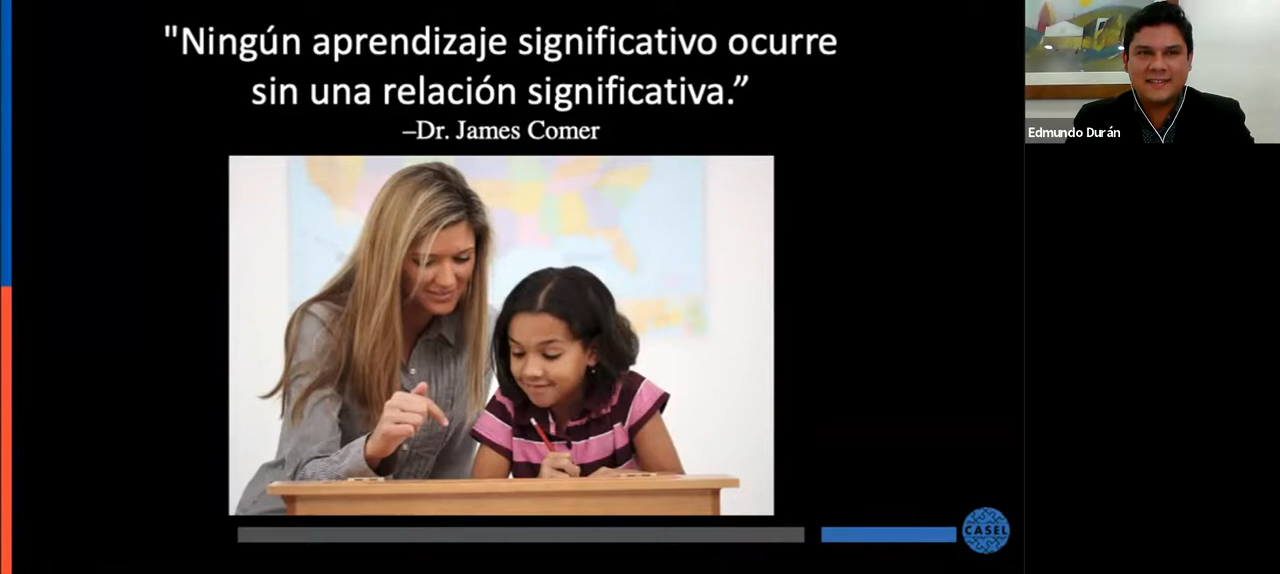 "Ningún aprendizaje significativo ocurre
sin una relación significativa.”
–Dr. James Comer
Edmundo Durán
CASEL